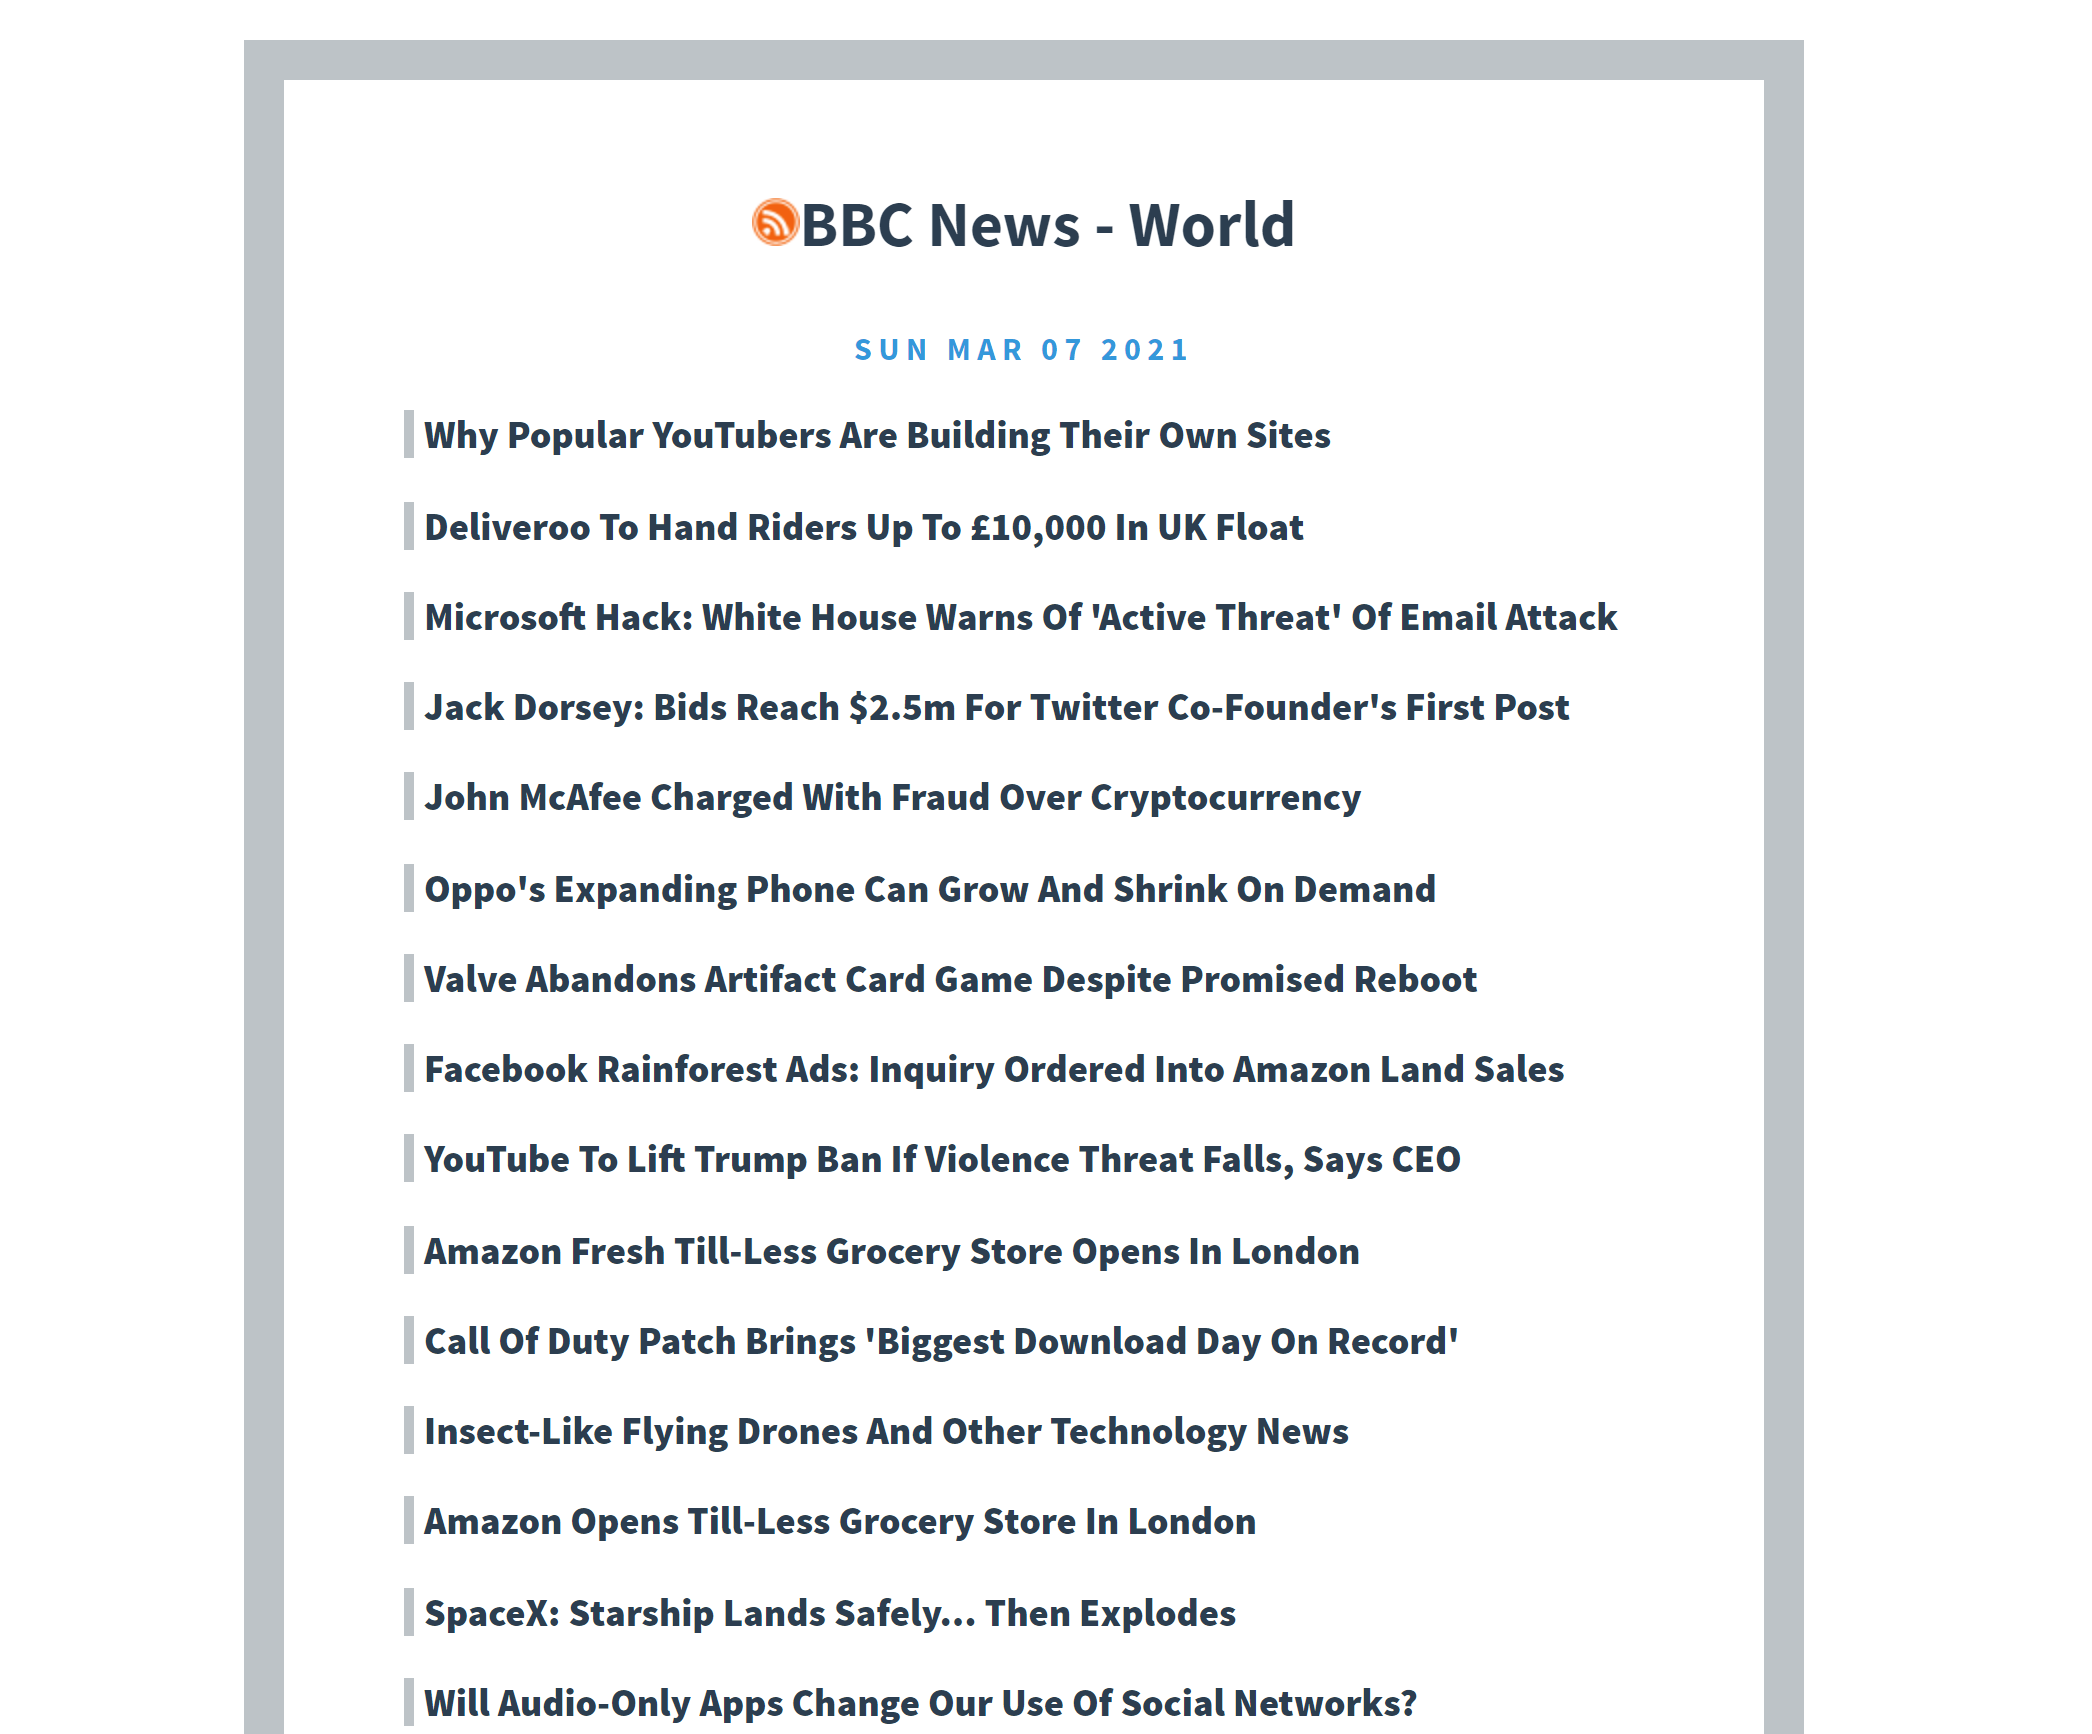 BBC News - World
SUN MAR 07 2021
Why Popular YouTubers Are Building Their Own Sites
Deliveroo To Hand Riders Up To £10,000 In UK Float
Microsoft Hack: White House Warns Of 'Active Threat' Of Email Attack
Jack Dorsey: Bids Reach $2.5m For Twitter Co-Founder's First Post
John McAfee Charged With Fraud Over Cryptocurrency
Oppo's Expanding Phone Can Grow And Shrink On Demand
Valve Abandons Artifact Card Game Despite Promised Reboot
Facebook Rainforest Ads: Inquiry Ordered Into Amazon Land Sales
YouTube To Lift Trump Ban If Violence Threat Falls, Says CEO
Amazon Fresh Till-Less Grocery Store Opens In London
Call Of Duty Patch Brings 'Biggest Download Day On Record'
Insect-Like Flying Drones And Other Technology News
Amazon Opens Till-Less Grocery Store In London
SpaceX: Starship Lands Safely... Then Explodes
Will Audio-Only Apps Change Our Use Of Social Networks?